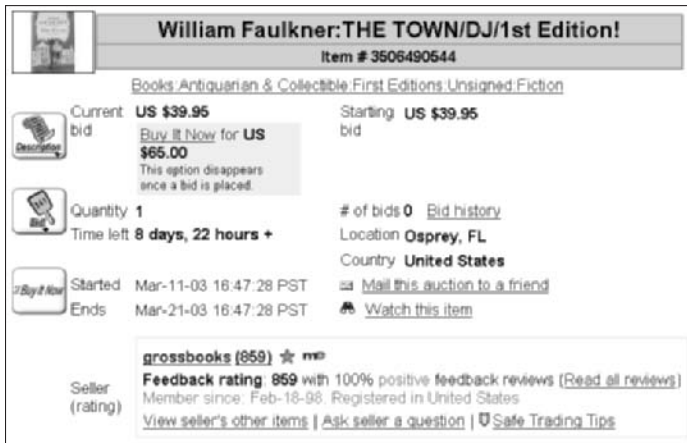 William Faulkner:THE TOWN/DJ/1st Edition!
Item # 3506490544
Books:Antiquarian & Collectible:First Editions:Unsigned:Fiction
Description
Current bid US $39.95
Starting bid US $39.95
Buy It Now for US
$65.00
This option disappears
once a bid is placed.
Bid
Quantity 1
# of bids 0 Bid history
Time left 8 days, 22 hours +
Location Osprey, FL
Country United States
Buy It Now
Started Mar-11-03 16:47:28 PST
Mail this auction to a friend
Ends Mar-21-03 16:47:28 PST
Watch this item
Seller
(rating)
grossbooks (859) me
Feedback rating: 859 with 100% positive feedback reviews (Read all reviews)
Member since: Feb-18-98. Registered in United States
View seller's other items | Ask seller a question | Safe Trading Tips